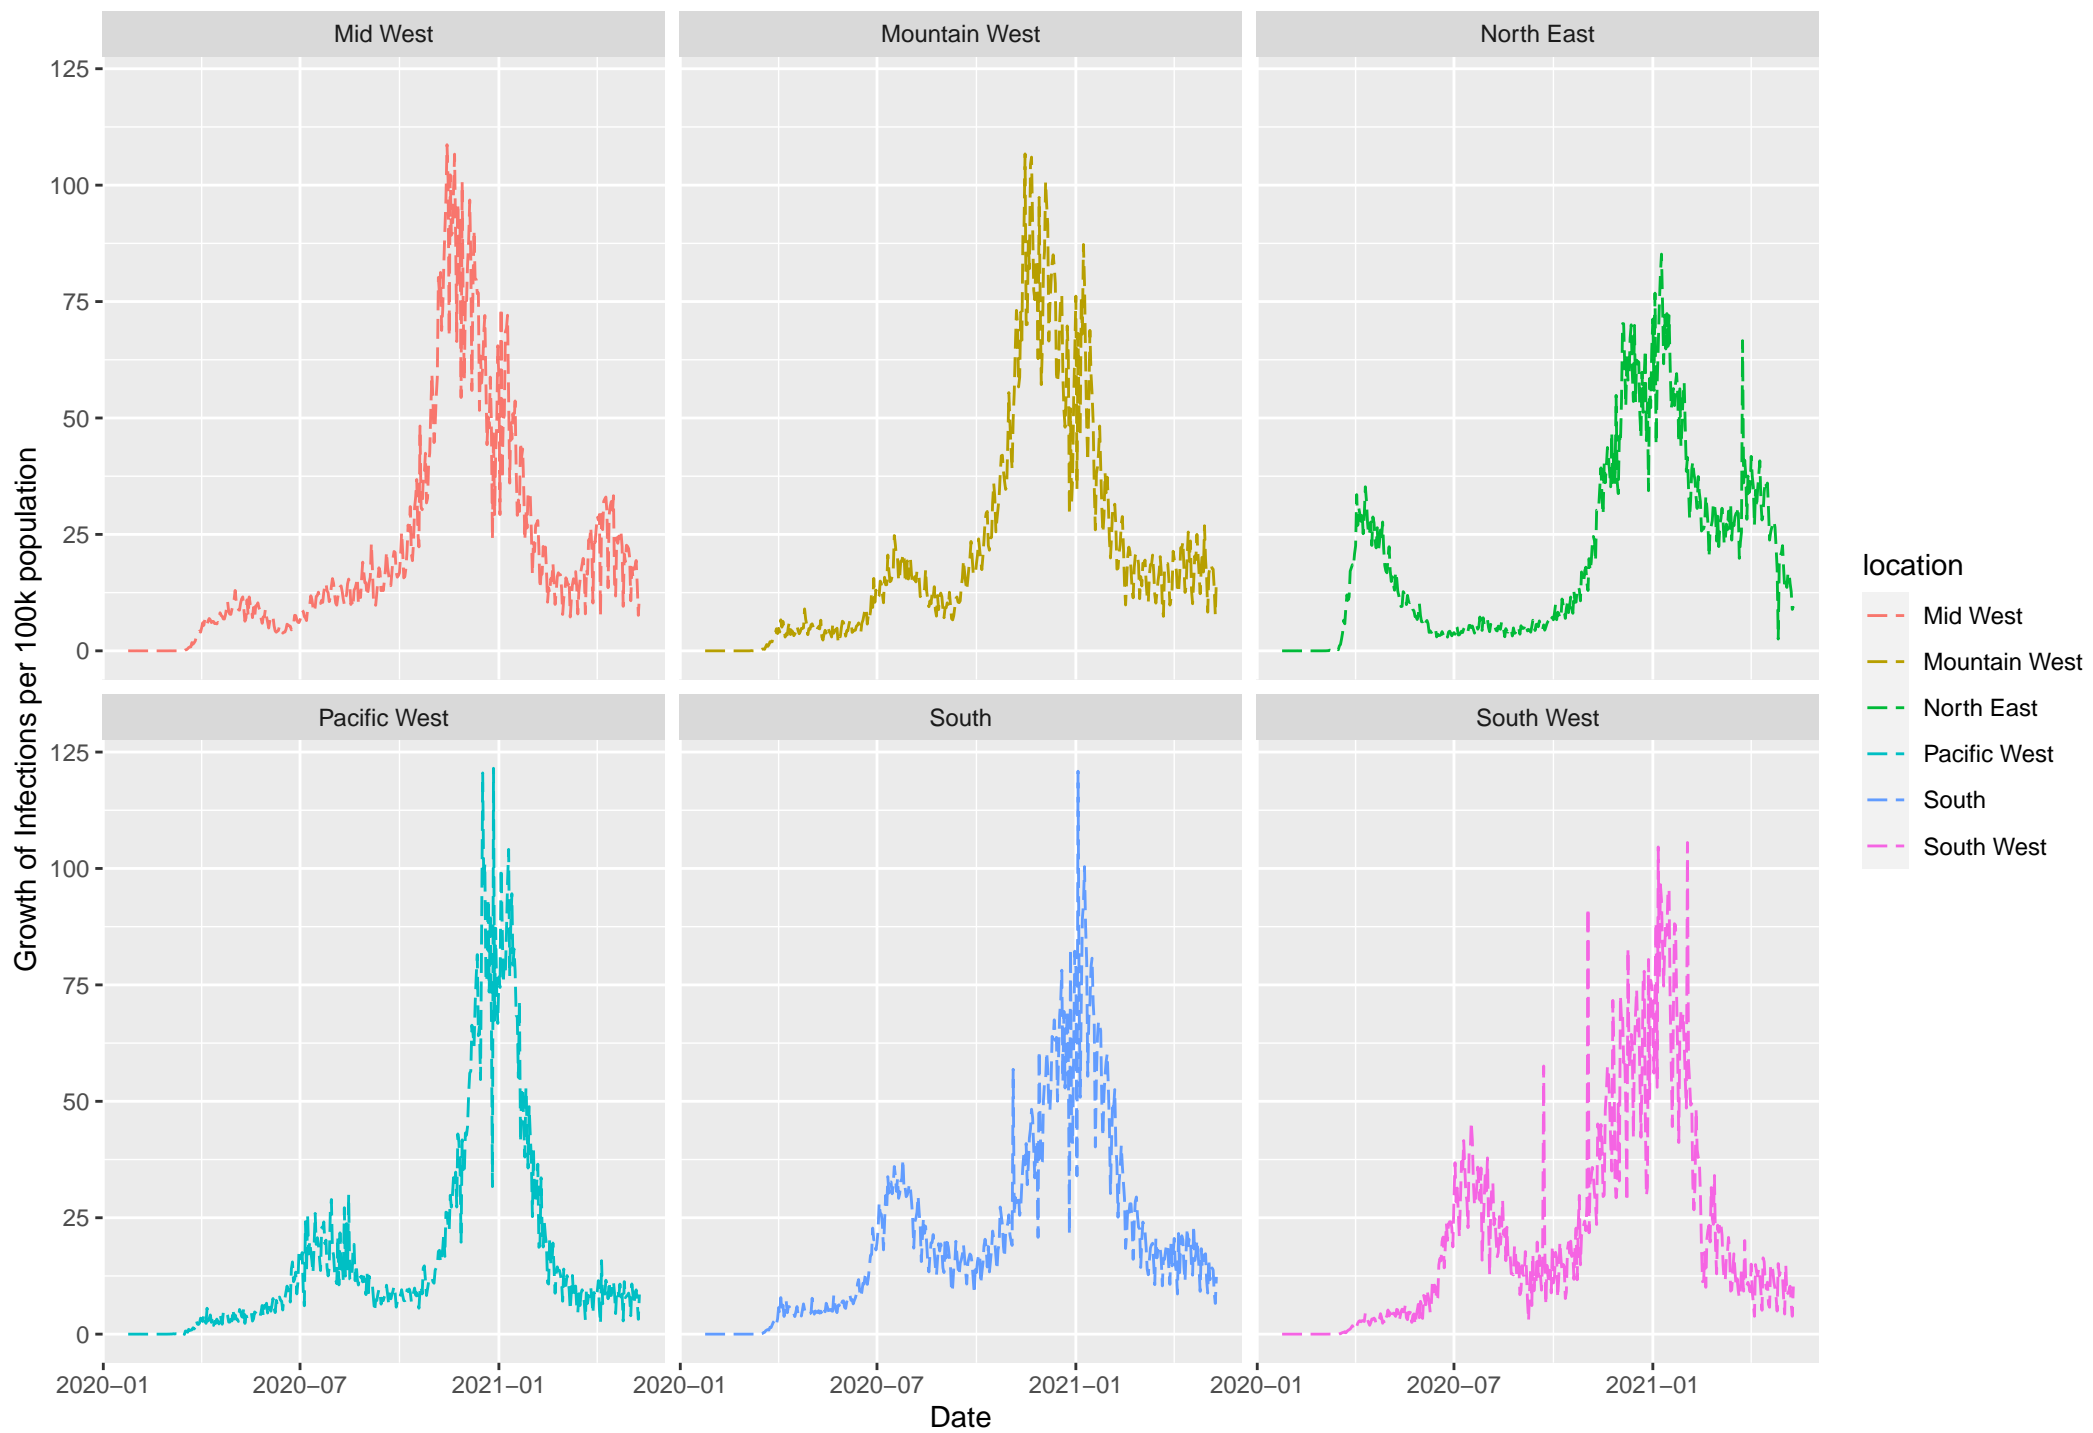 Mid West
Mountain West
North East
125
100
75
50
25
0
Pacific West
South
South West
125
100
75
50
25
0
2020−01
2020−07
2021−01
2020−01
2020−07
2021−01
2020−01
2020−07
2021−01
Date
Growth of Infections per 100k population
location
Mid West
Mountain West
North East
Pacific West
South
South West